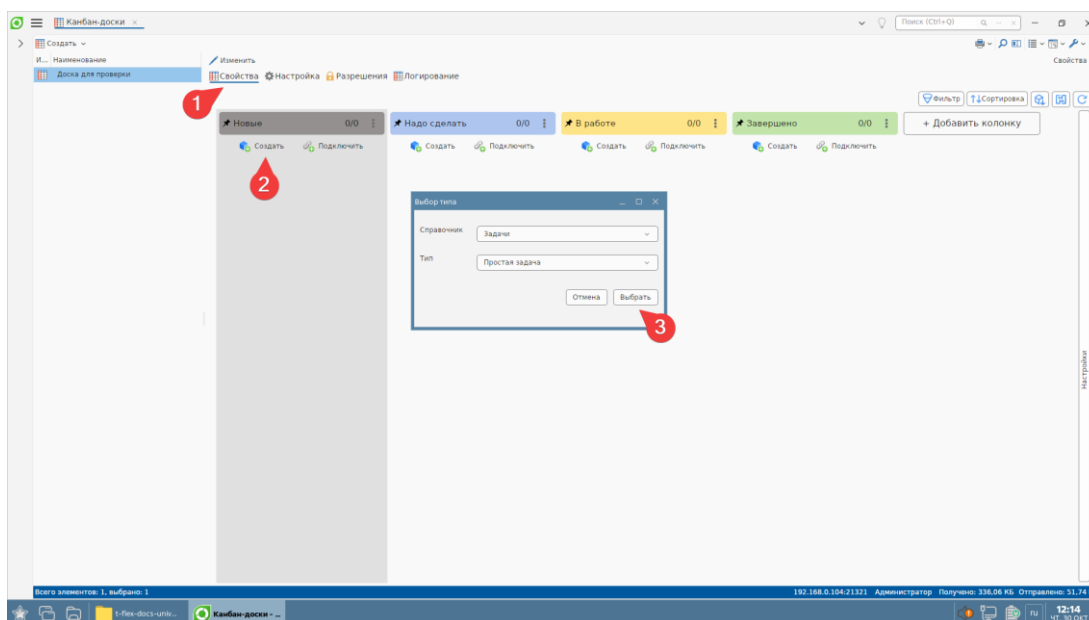 Канбан-доски
Поиск (Ctrl+Q)
Создать
И... Наименование
Доска для проверки
Изменить
Свойства
Свойства Настройка Разрешения Логирование
1
Фильтр Сортировка
Новые 0/0 Надо сделать 0/0 В работе 0/0 Завершено 0/0 + Добавить колонку
Создать Подключить Создать Подключить Создать Подключить Создать Подключить
2
Выбор типа
Справочник Задачи
Тип Простая задача
Отмена Выбрать
3
Настройки
Всего элементов: 1, выбрано: 1
192.168.0.104:21321 Администратор Получено: 336,06 КБ Отправлено: 51,74
t-flex-docs-univ... Канбан-доски - ... ru 12:14
ЧТ, 30 ОКТ